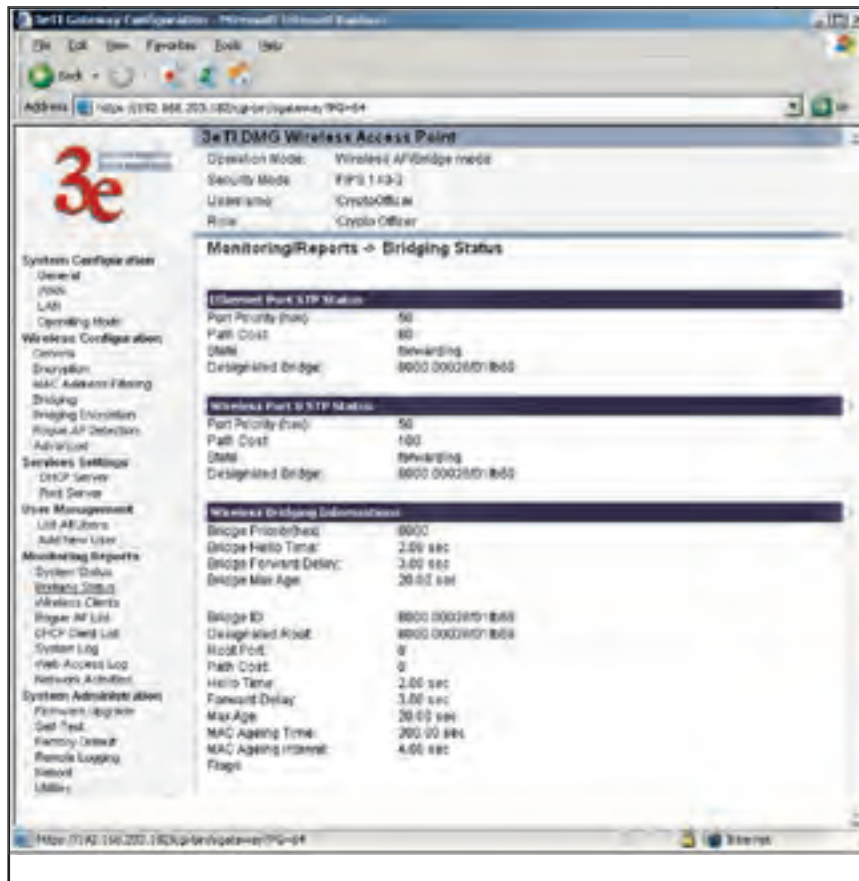 3eTI Gateway Configuration - Microsoft Internet Explorer
File Edit View Favorites Tools Help
Back
Address
3e
3eTI DMG Wireless Access Point
Operation Mode: Wireless AP/Bridge mode
Security Mode FIPS 140-2
Username CryptoOfficer
Role Crypto Officer
Monitoring/Reports -> Bridging Status
System Configuration
General
WAN
LAN
Operating Mode
Wireless Configuration
General
Encryption
MAC Address Filtering
Bridging
Bridging Encryption
Rogue AP Detection
Advanced
Services Settings
DHCP Server
Print Server
User Management
List All Users
Add New User
Monitoring Reports
System Status
Bridging Status
Wireless Clients
Rogue AP List
DHCP Client List
System Log
Web Access Log
Network Activities
System Administration
Firmware Upgrade
Self Test
Factory Default
Remote Logging
Reboot
Utilities
Ethernet Port STP Status
Port Priority (hex) 50
Path Cost 80
State forwarding
Designated Bridge:
Wireless Port 0 STP Status
Port Priority (hex) 50
Path Cost 100
State forwarding
Designated Bridge:
Wireless Bridging Informations
Bridge Priority(hex) 8000
Bridge Hello Time: 2.00 sec
Bridge Forward Delay: 3.00 sec
Bridge Max Age 20.00 sec
Bridge ID
Designated Root
Root Port 0
Path Cost 0
Hello Time 2.00 sec
Forward Delay 3.00 sec
Max Age 20.00 sec
MAC Ageing Time 300.00 sec
MAC Ageing Interval: 4.00 sec
Flags
Internet